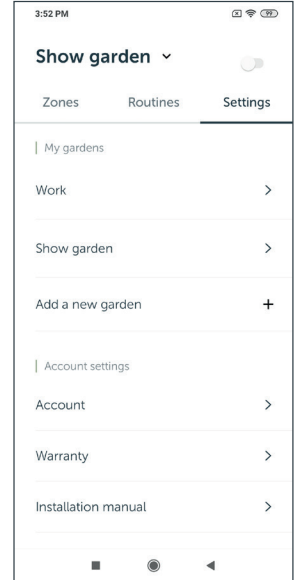 3:52 PM
99
Show garden
Zones Routines Settings
My gardens
Work
Show garden
Add a new garden
Account settings
Account
Warranty
Installation manual